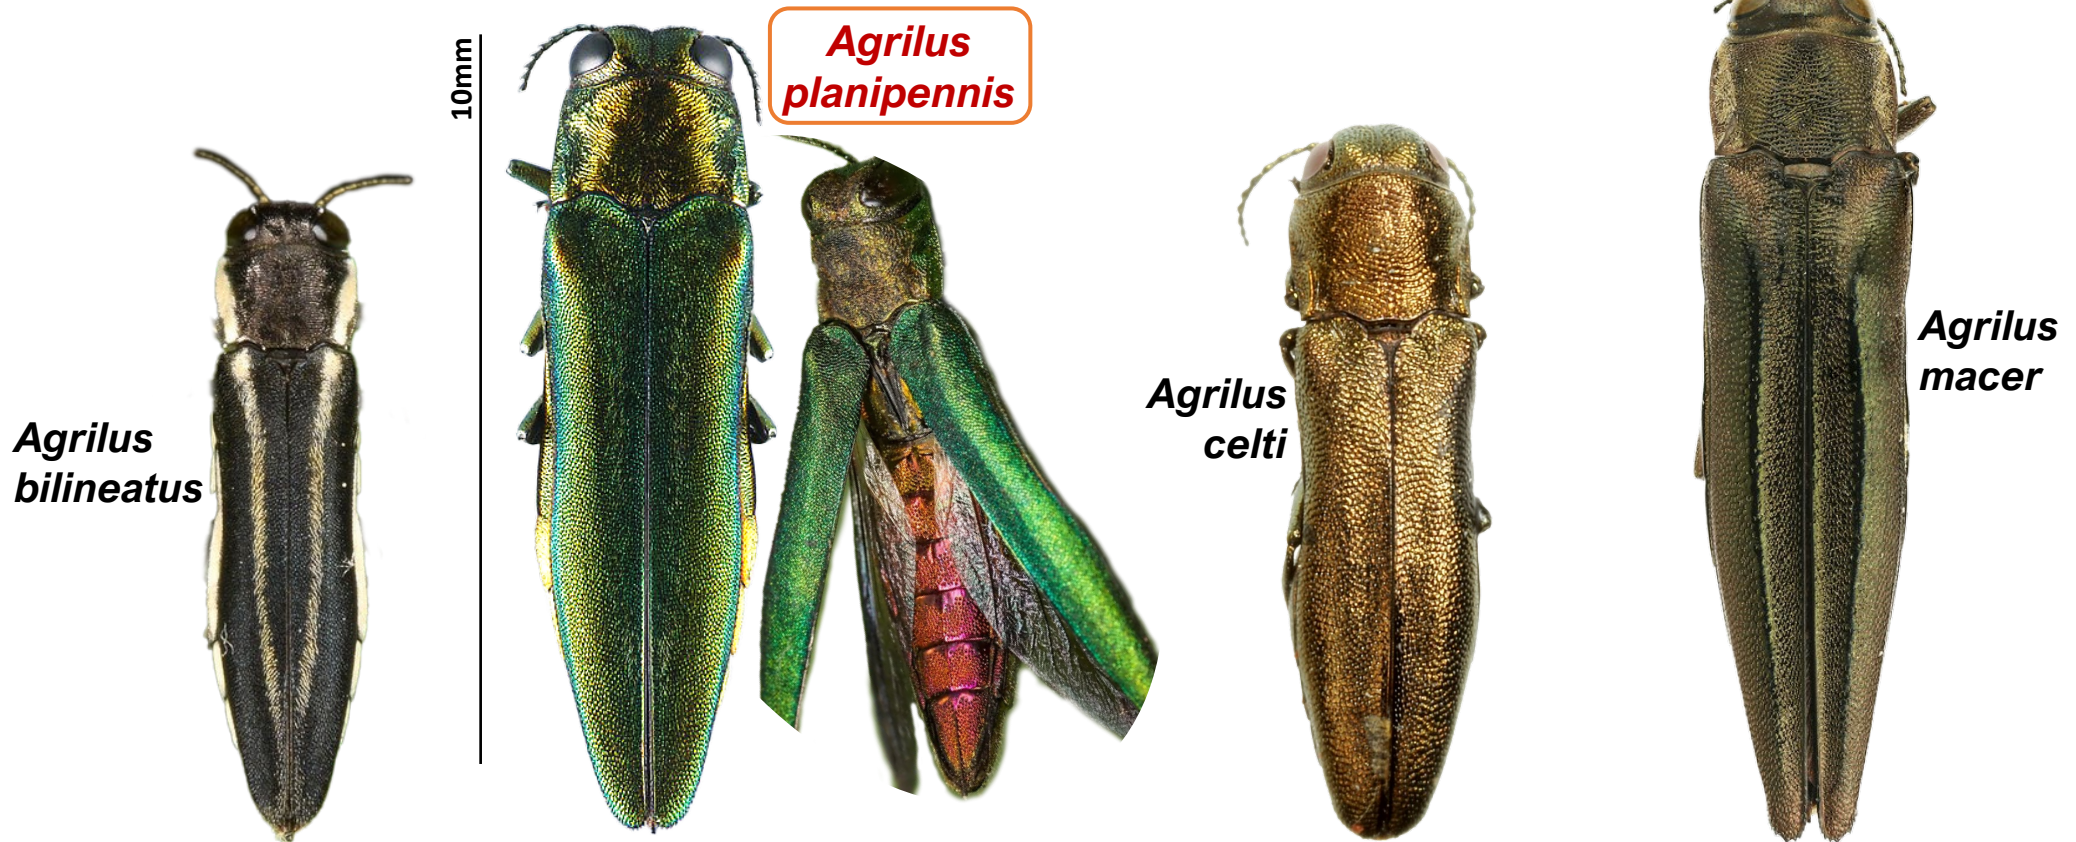 10mm
Agrilus
planipennis
Agrilus
bilineatus
Agrilus
celti
Agrilus
macer